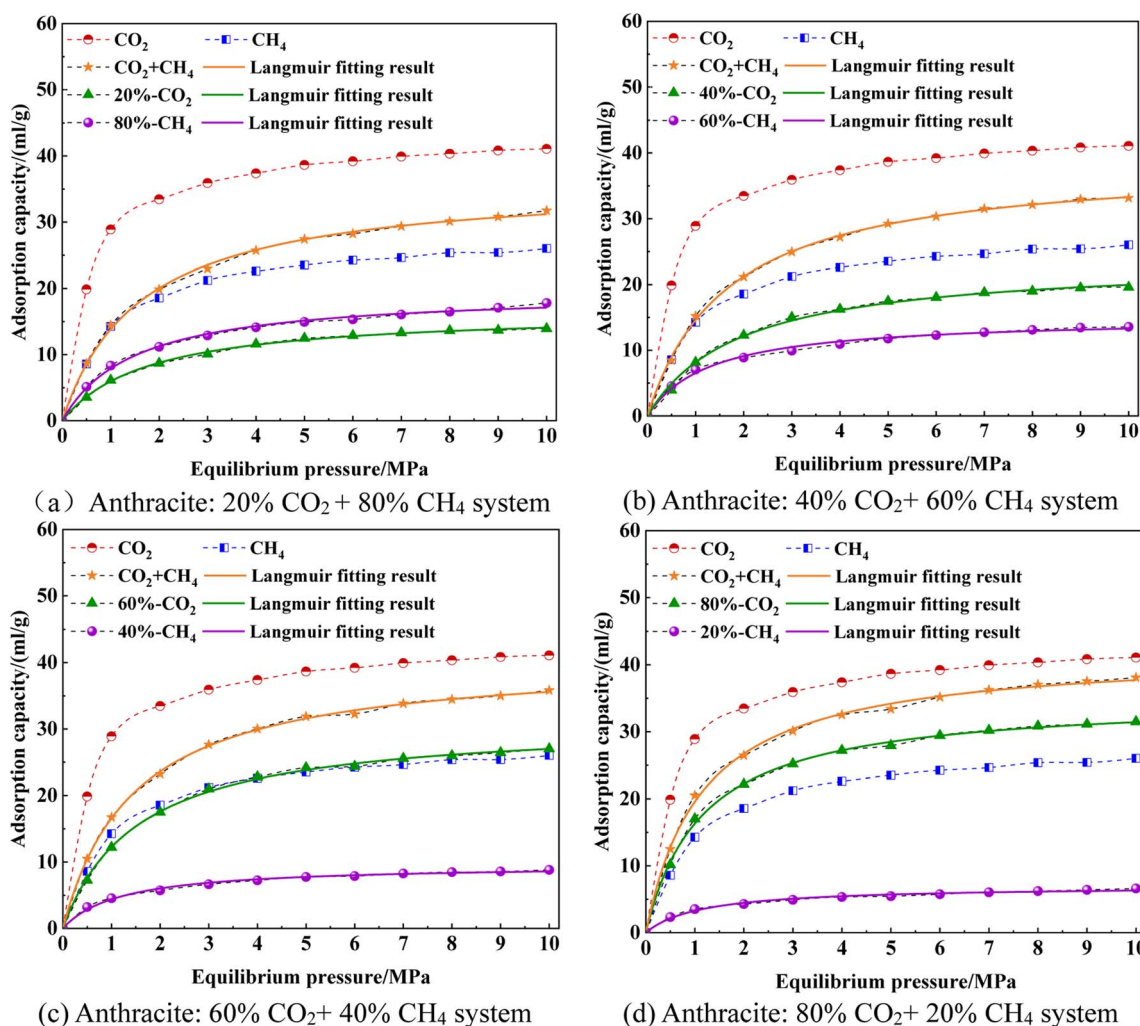 60
50
40
30
20
10
0
Adsorption capacity/(ml/g)
CO₂ CH₄
CO₂+CH₄ Langmuir fitting result
20%-CO₂ Langmuir fitting result
80%-CH₄ Langmuir fitting result
0 1 2 3 4 5 6 7 8 9 10
Equilibrium pressure/MPa
（a） Anthracite: 20% CO₂ + 80% CH₄ system
60
50
40
30
20
10
0
Adsorption capacity/(ml/g)
CO₂ CH₄
CO₂+CH₄ Langmuir fitting result
40%-CO₂ Langmuir fitting result
60%-CH₄ Langmuir fitting result
0 1 2 3 4 5 6 7 8 9 10
Equilibrium pressure/MPa
(b) Anthracite: 40% CO₂+ 60% CH₄ system
60
50
40
30
20
10
0
Adsorption capacity/(ml/g)
CO₂ CH₄
CO₂+CH₄ Langmuir fitting result
60%-CO₂ Langmuir fitting result
40%-CH₄ Langmuir fitting result
0 1 2 3 4 5 6 7 8 9 10
Equilibrium pressure/MPa
(c) Anthracite: 60% CO₂+ 40% CH₄ system
60
50
40
30
20
10
0
Adsorption capacity/(ml/g)
CO₂ CH₄
CO₂+CH₄ Langmuir fitting result
80%-CO₂ Langmuir fitting result
20%-CH₄ Langmuir fitting result
0 1 2 3 4 5 6 7 8 9 10
Equilibrium pressure/MPa
(d) Anthracite: 80% CO₂+ 20% CH₄ system